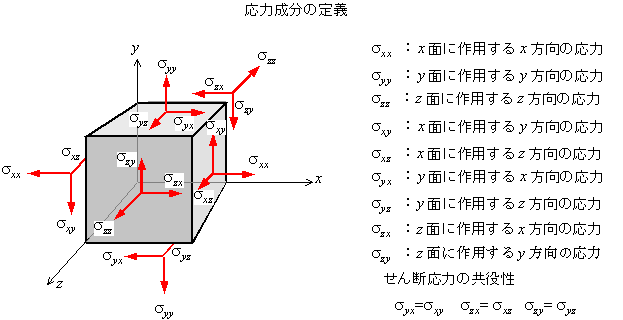 応力成分の定義
y
σzz
σyy
σzx
σzy
σyz
σyx
σxy
σxz
σzy
σxx
σxx
σzx
σxz
x
σxy
σzz
σyx
σyz
z
σyy
σxx ：x面に作用するx方向の応力
σyy ：y面に作用するy方向の応力
σzz ：z面に作用するz方向の応力
σxy ：x面に作用するy方向の応力
σxz ：x面に作用するz方向の応力
σyx ：y面に作用するx方向の応力
σyz ：y面に作用するz方向の応力
σzx ：z面に作用するx方向の応力
σzy ：z面に作用するy方向の応力
せん断応力の共役性
σyx=σxy σzx=σxz σzy=σyz